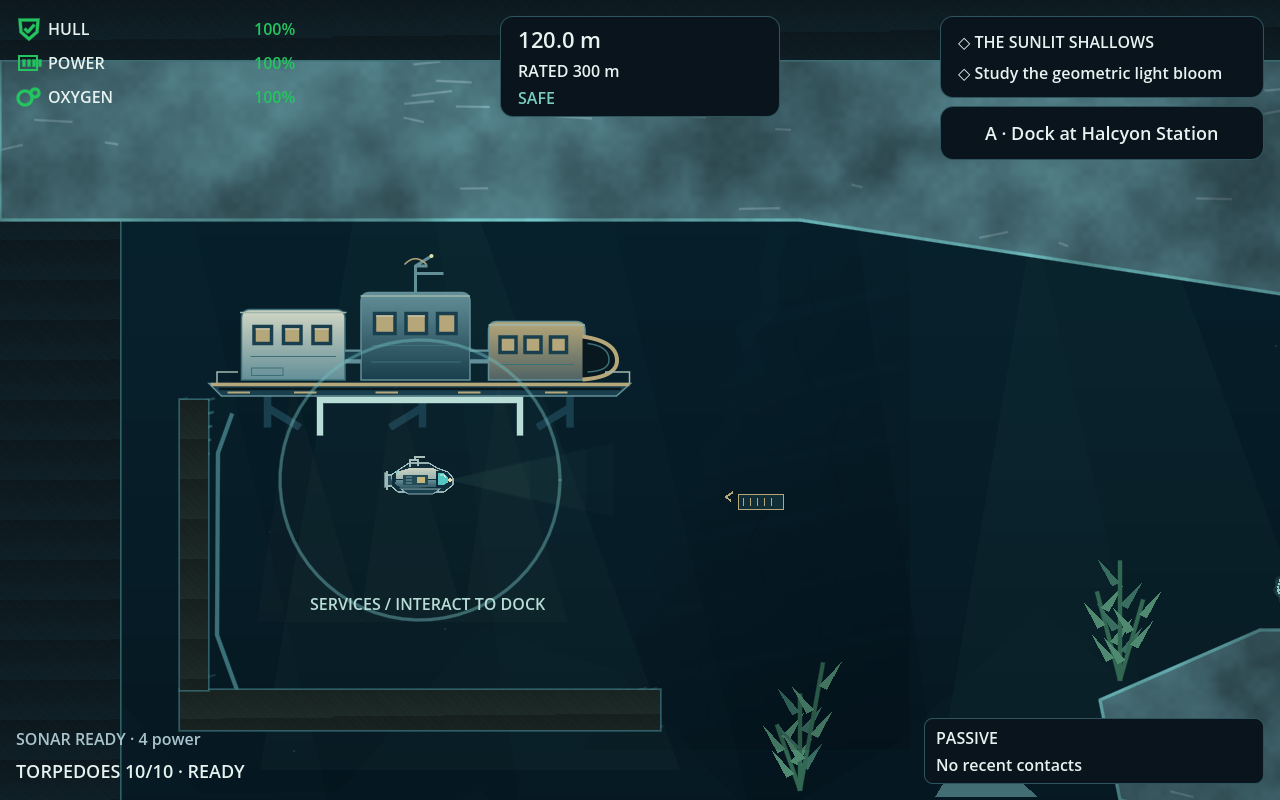 HULL 100%
POWER 100%
OXYGEN 100%
120.0 m
RATED 300 m
SAFE
◇ THE SUNLIT SHALLOWS
◇ Study the geometric light bloom
A · Dock at Halcyon Station
SERVICES / INTERACT TO DOCK
SONAR READY · 4 power
TORPEDOES 10/10 · READY
PASSIVE
No recent contacts